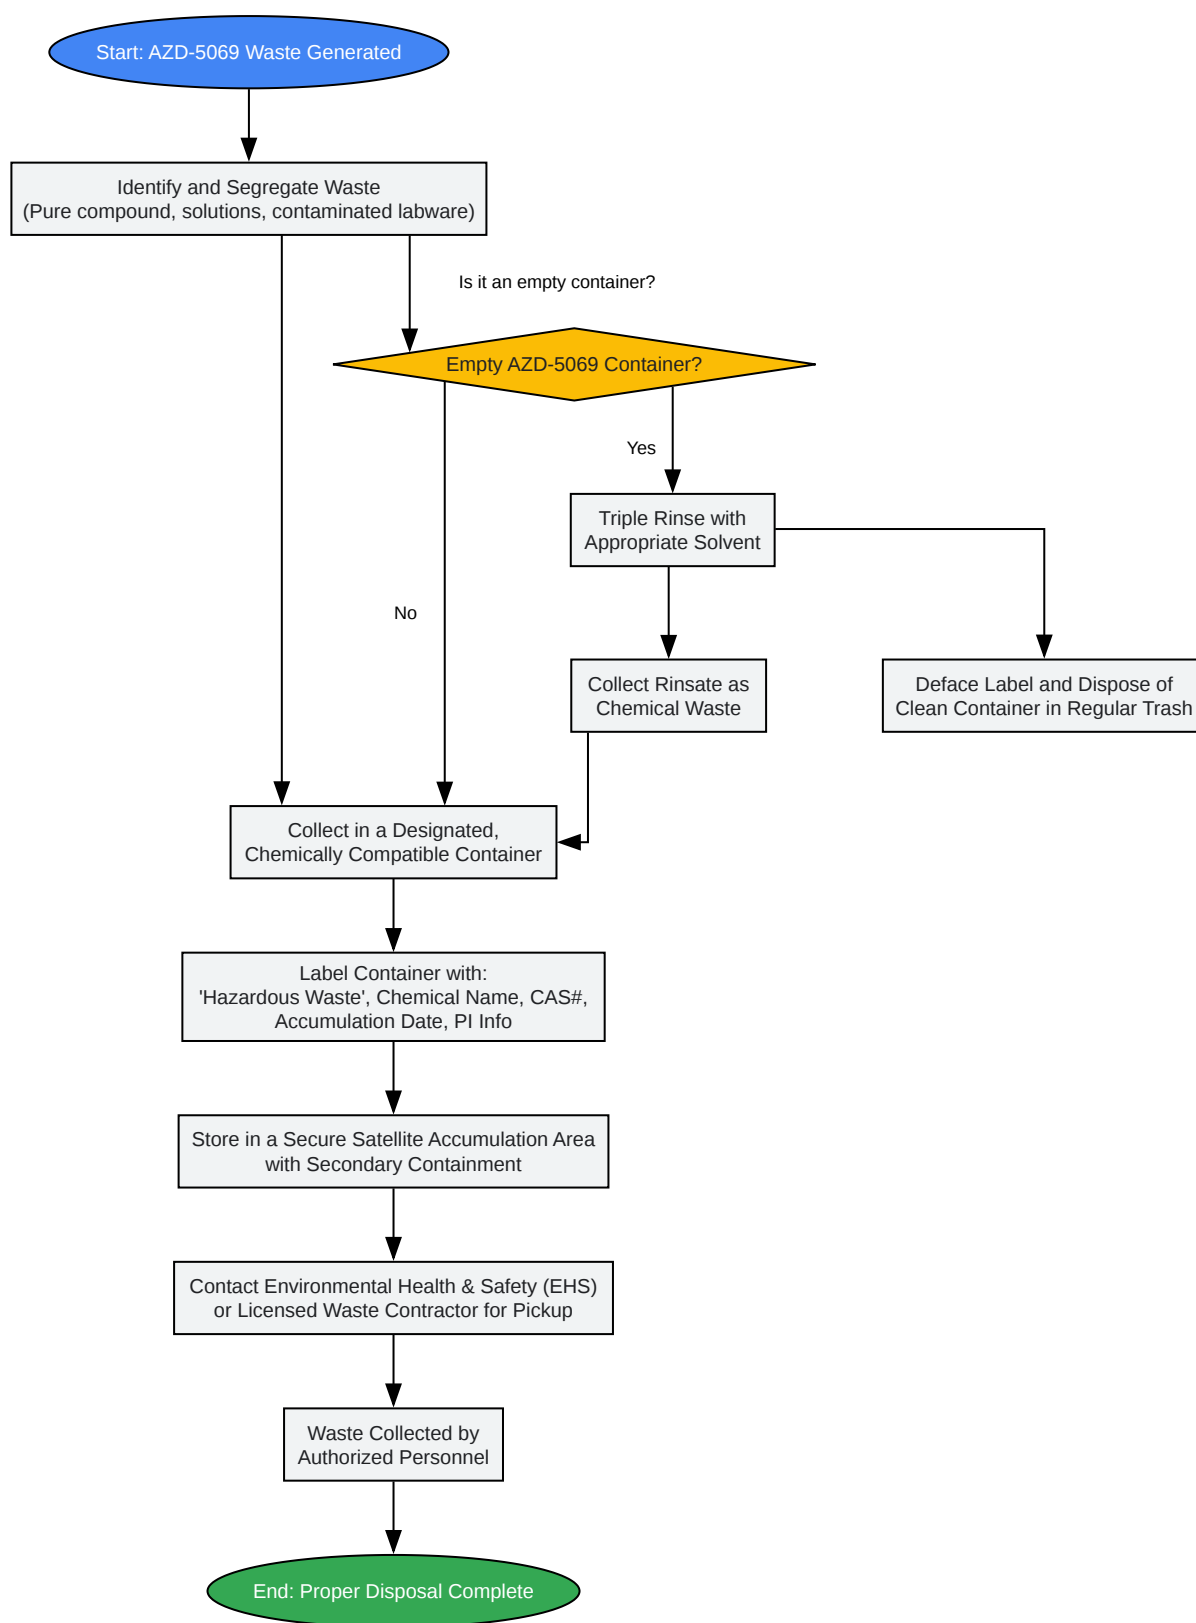 Start: AZD-5069 Waste Generated
Identify and Segregate Waste
(Pure compound, solutions, contaminated labware)
Is it an empty container?
Empty AZD-5069 Container?
Yes
Triple Rinse with
Appropriate Solvent
No
Collect Rinsate as
Chemical Waste
Deface Label and Dispose of
Clean Container in Regular Trash
Collect in a Designated,
Chemically Compatible Container
Label Container with:
'Hazardous Waste', Chemical Name, CAS#,
Accumulation Date, PI Info
Store in a Secure Satellite Accumulation Area
with Secondary Containment
Contact Environmental Health & Safety (EHS)
or Licensed Waste Contractor for Pickup
Waste Collected by
Authorized Personnel
End: Proper Disposal Complete